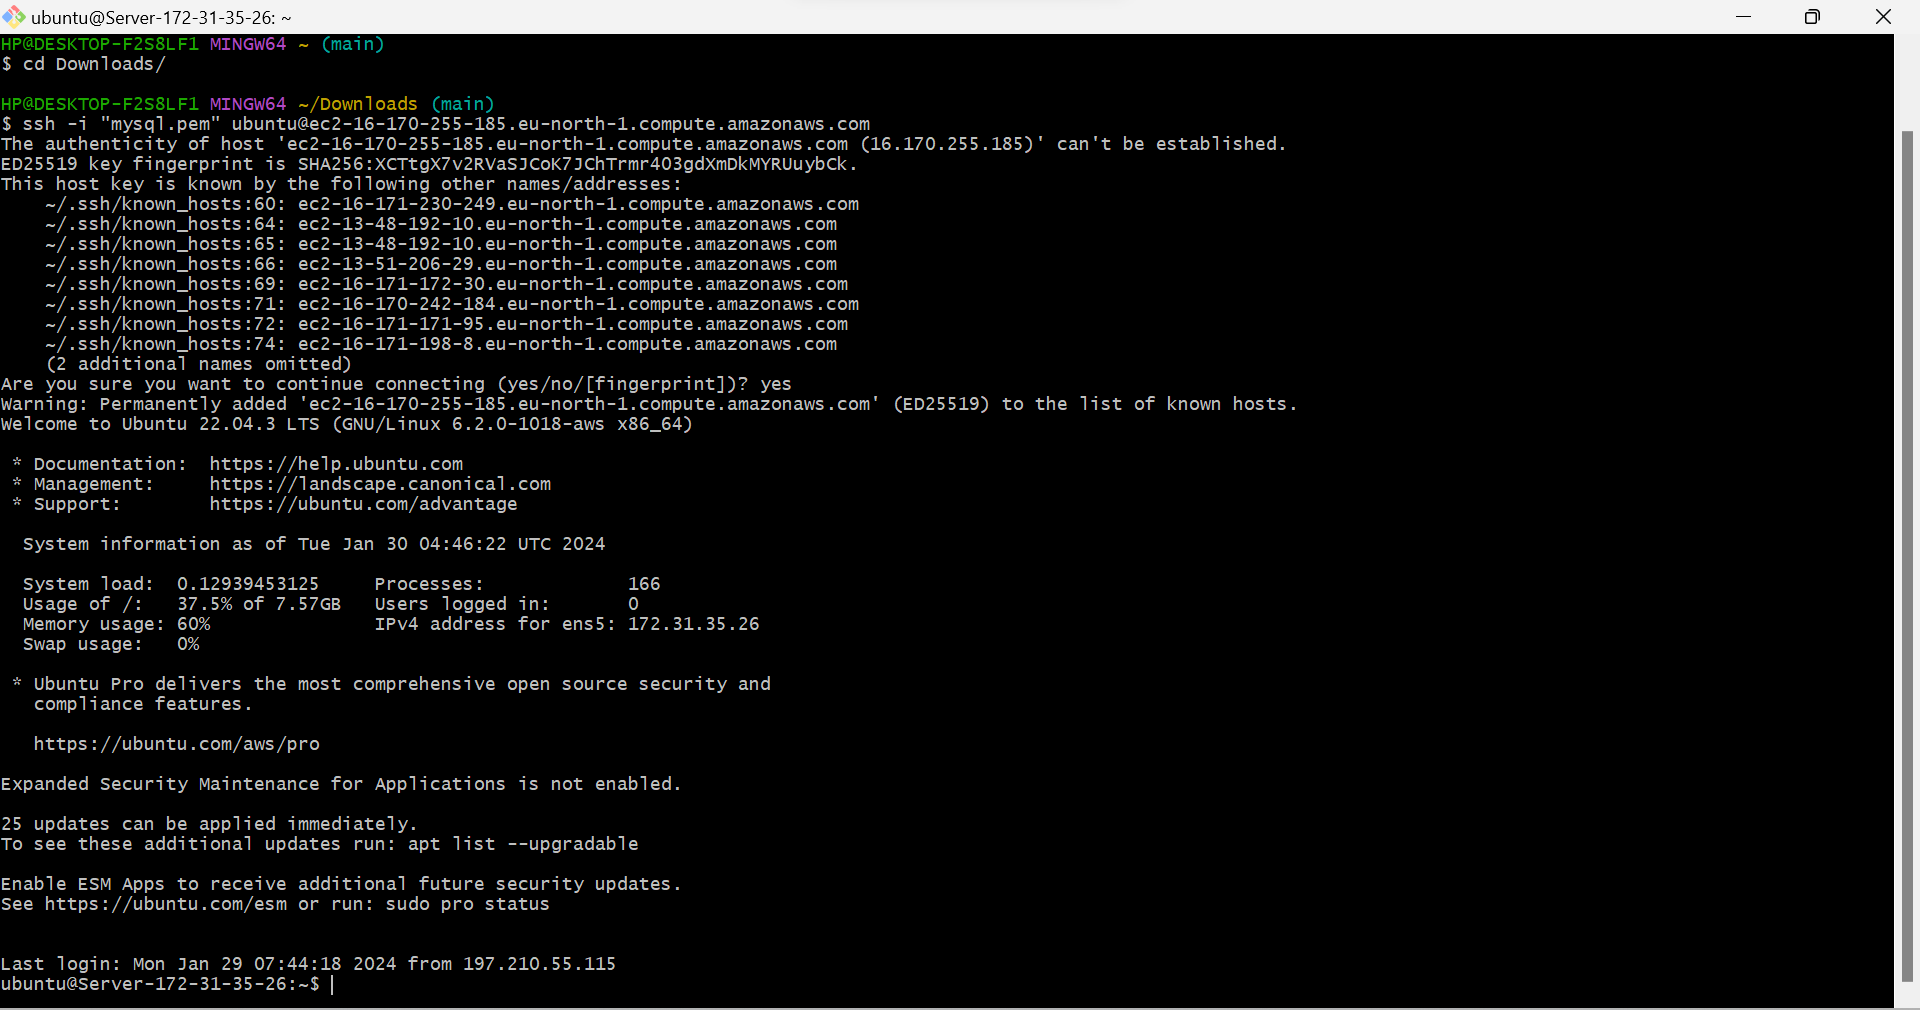 ubuntu@Server-172-31-35-26: ~
HP@DESKTOP-F2S8LF1 MINGW64 ~ (main)
$ cd Downloads/
HP@DESKTOP-F2S8LF1 MINGW64 ~/Downloads (main)
$ ssh -i "mysql.pem" ubuntu@ec2-16-170-255-185.eu-north-1.compute.amazonaws.com
The authenticity of host 'ec2-16-170-255-185.eu-north-1.compute.amazonaws.com (16.170.255.185)' can't be established.
ED25519 key fingerprint is SHA256:XCTtgX7v2RVaSJCoK7JChTrmr4O3gdXmDkMYRUuybCk.
This host key is known by the following other names/addresses:
    ~/.ssh/known_hosts:60: ec2-16-171-230-249.eu-north-1.compute.amazonaws.com
    ~/.ssh/known_hosts:64: ec2-13-48-192-10.eu-north-1.compute.amazonaws.com
    ~/.ssh/known_hosts:65: ec2-13-48-192-10.eu-north-1.compute.amazonaws.com
    ~/.ssh/known_hosts:66: ec2-13-51-206-29.eu-north-1.compute.amazonaws.com
    ~/.ssh/known_hosts:69: ec2-16-171-172-30.eu-north-1.compute.amazonaws.com
    ~/.ssh/known_hosts:71: ec2-16-170-242-184.eu-north-1.compute.amazonaws.com
    ~/.ssh/known_hosts:72: ec2-16-171-171-95.eu-north-1.compute.amazonaws.com
    ~/.ssh/known_hosts:74: ec2-16-171-198-8.eu-north-1.compute.amazonaws.com
    (2 additional names omitted)
Are you sure you want to continue connecting (yes/no/[fingerprint])? yes
Warning: Permanently added 'ec2-16-170-255-185.eu-north-1.compute.amazonaws.com' (ED25519) to the list of known hosts.
Welcome to Ubuntu 22.04.3 LTS (GNU/Linux 6.2.0-1018-aws x86_64)
 * Documentation:  https://help.ubuntu.com
 * Management:     https://landscape.canonical.com
 * Support:        https://ubuntu.com/advantage
  System information as of Tue Jan 30 04:46:22 UTC 2024
  System load:  0.12939453125     Processes:             166
  Usage of /:   37.5% of 7.57GB   Users logged in:       0
  Memory usage: 60%               IPv4 address for ens5: 172.31.35.26
  Swap usage:   0%
 * Ubuntu Pro delivers the most comprehensive open source security and
   compliance features.
   https://ubuntu.com/aws/pro
Expanded Security Maintenance for Applications is not enabled.
25 updates can be applied immediately.
To see these additional updates run: apt list --upgradable
Enable ESM Apps to receive additional future security updates.
See https://ubuntu.com/esm or run: sudo pro status
Last login: Mon Jan 29 07:44:18 2024 from 197.210.55.115
ubuntu@Server-172-31-35-26:~$